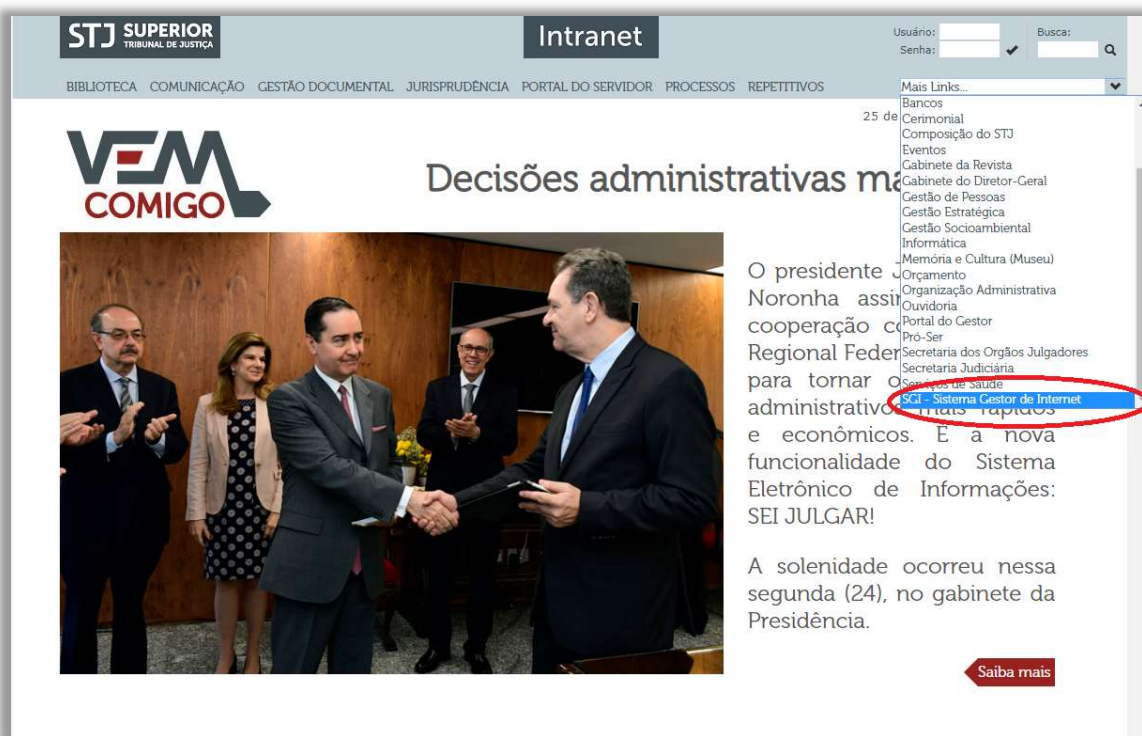 STJ SUPERIOR
TRIBUNAL DE JUSTIÇA
Intranet
Usuário:
Senha:
Busca:
BIBLIOTECA COMUNICAÇÃO GESTÃO DOCUMENTAL JURISPRUDÊNCIA PORTAL DO SERVIDOR PROCESSOS REPETITIVOS
Mais Links...
25 de
Bancos
Cerimonial
Composição do STJ
Eventos
Gabinete da Revista
Gabinete do Diretor-Geral
Gestão de Pessoas
Gestão Estratégica
Gestão Socioambiental
Informática
Memória e Cultura (Museu)
Orçamento
Organização Administrativa
Ouvidoria
Portal do Gestor
Pró-Ser
Secretaria dos Orgãos Julgadores
Secretaria Judiciária
Serviços de Saúde
SGI - Sistema Gestor de Internet
VEM
COMIGO
Decisões administrativas
O presidente
Noronha
cooperação
Regional
para tornar
administrativo mais rápidos
e econômicos. É a nova
funcionalidade do Sistema
Eletrônico de Informações:
SEI JULGAR!
A solenidade ocorreu nessa
segunda (24), no gabinete da
Presidência.
Saiba mais